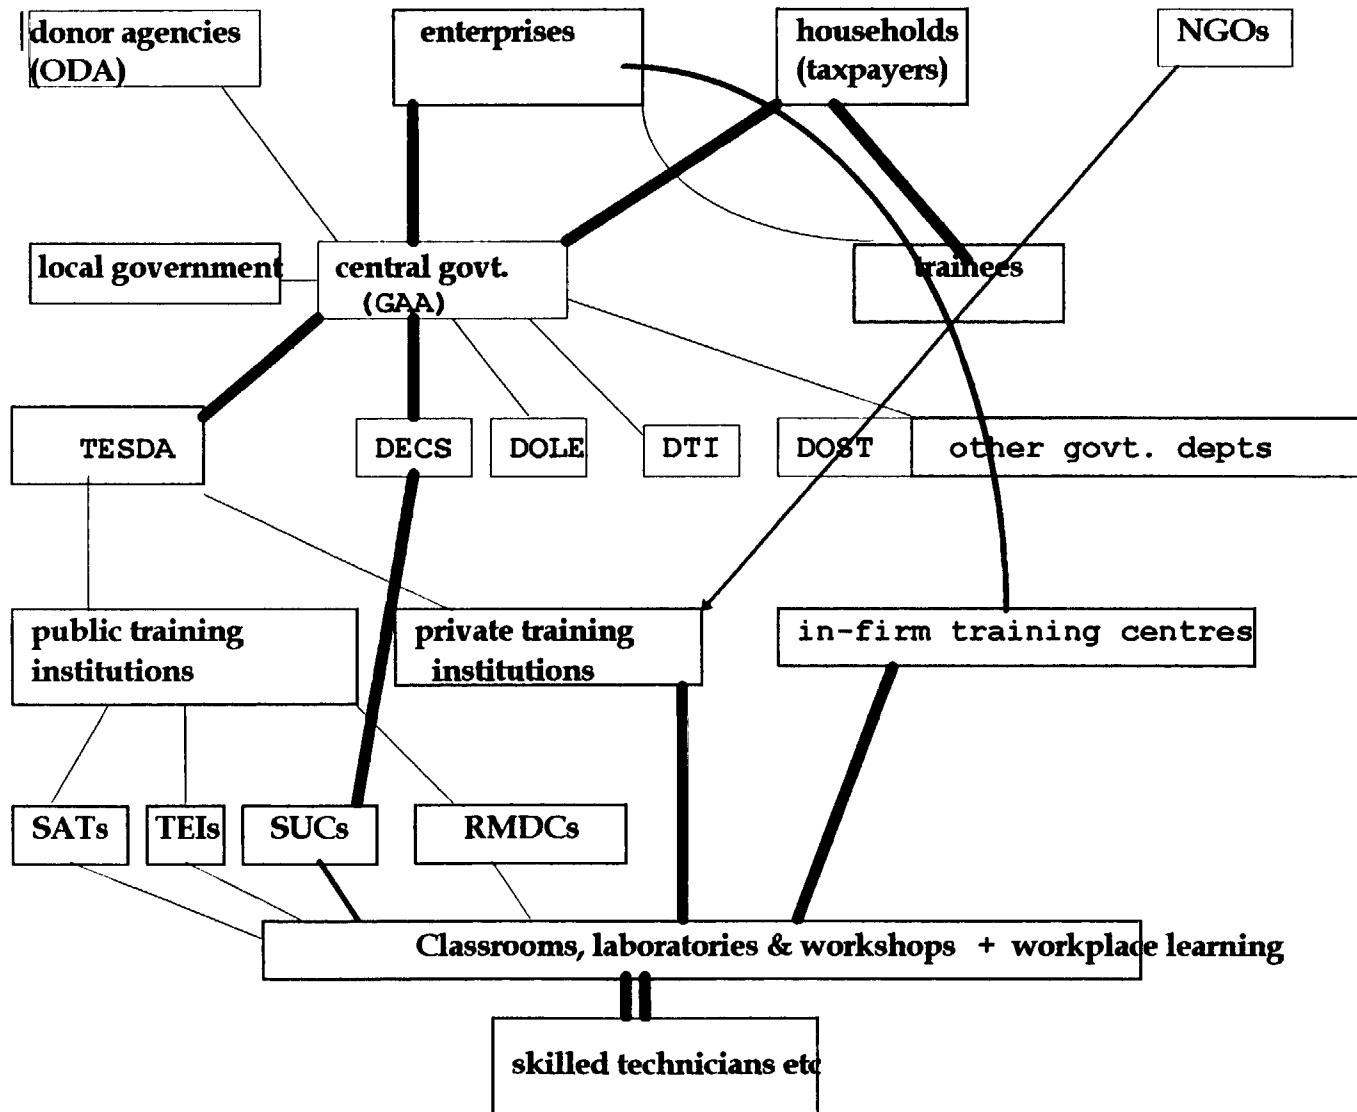 donor agencies
(ODA)
enterprises
households
(taxpayers)
NGOs
local government
central govt.
(GAA)
trainees
TESDA
DECS
DOLE
DTI
DOST
other govt. depts
public training
institutions
private training
institutions
in-firm training centres
SATs
TEIs
SUCs
RMDCs
Classrooms, laboratories & workshops + workplace learning
skilled technicians etc